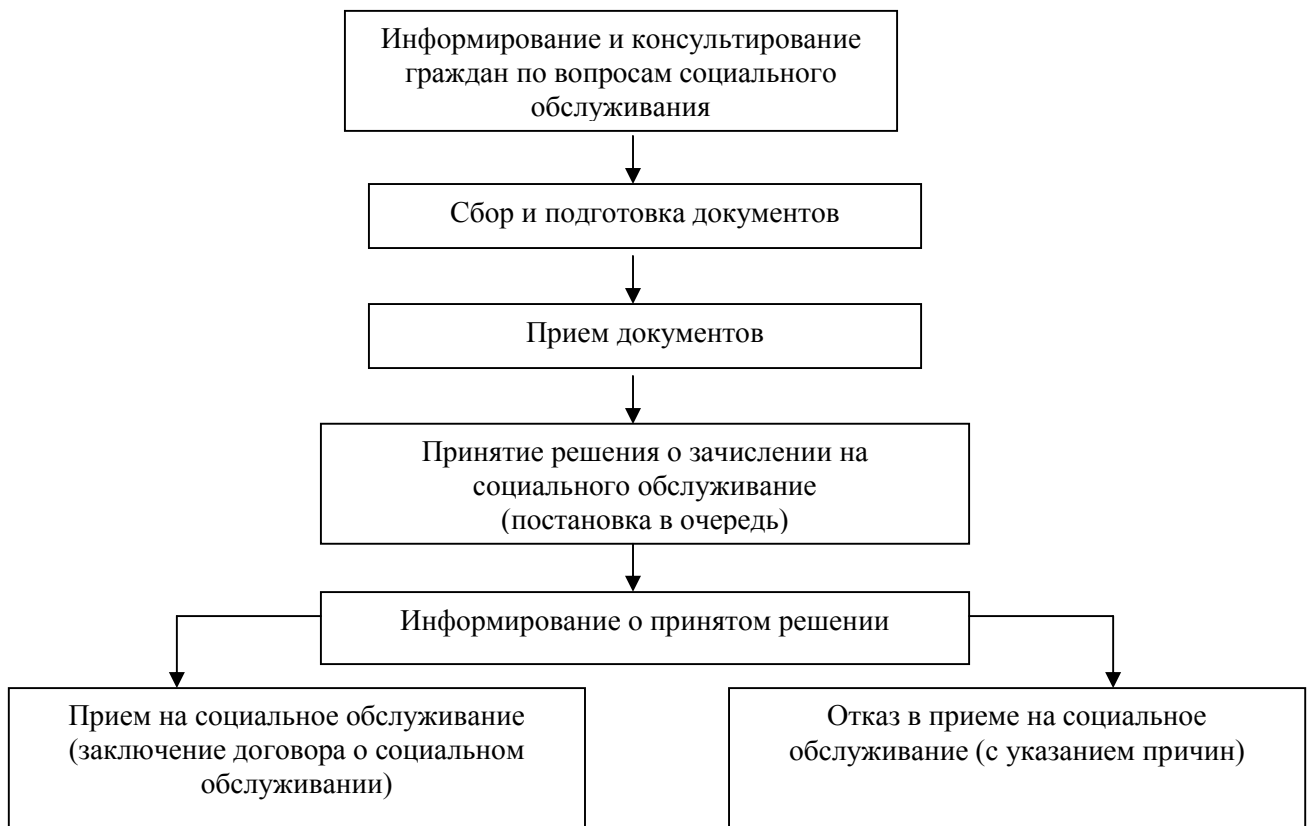 Информирование и консультирование
граждан по вопросам социального
обслуживания
Сбор и подготовка документов
Прием документов
Принятие решения о зачислении на
социального обслуживание
(постановка в очередь)
Информирование о принятом решении
Прием на социальное обслуживание
(заключение договора о социальном
обслуживании)
Отказ в приеме на социальное
обслуживание (с указанием причин)